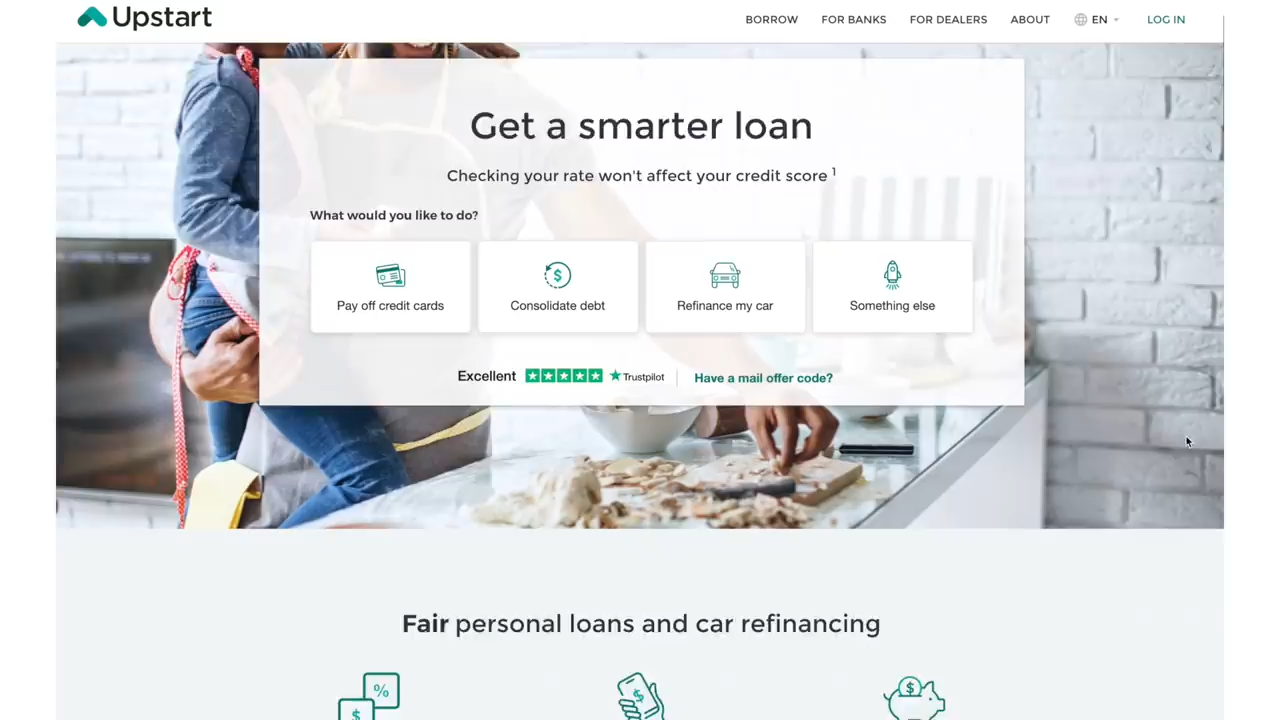 Upstart
BORROW FOR BANKS FOR DEALERS ABOUT EN LOG IN
Get a smarter loan
Checking your rate won't affect your credit score 1
What would you like to do?
Pay off credit cards Consolidate debt Refinance my car Something else
Excellent Trustpilot Have a mail offer code?
Fair personal loans and car refinancing
%
$
$
$